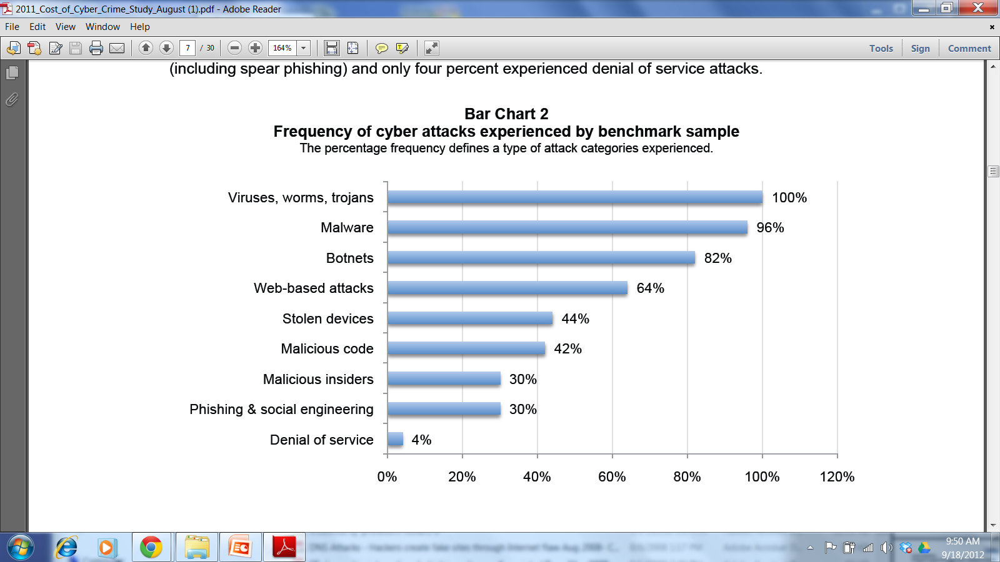 2011_Cost_of_Cyber_Crime_Study_August (1).pdf - Adobe Reader
File Edit View Window Help
7 / 30 164% Tools Sign Comment
(including spear phishing) and only four percent experienced denial of service attacks.
Bar Chart 2
Frequency of cyber attacks experienced by benchmark sample
The percentage frequency defines a type of attack categories experienced.
Viruses, worms, trojans 100%
Malware 96%
Botnets 82%
Web-based attacks 64%
Stolen devices 44%
Malicious code 42%
Malicious insiders 30%
Phishing & social engineering 30%
Denial of service 4%
0% 20% 40% 60% 80% 100% 120%
9:50 AM
9/18/2012